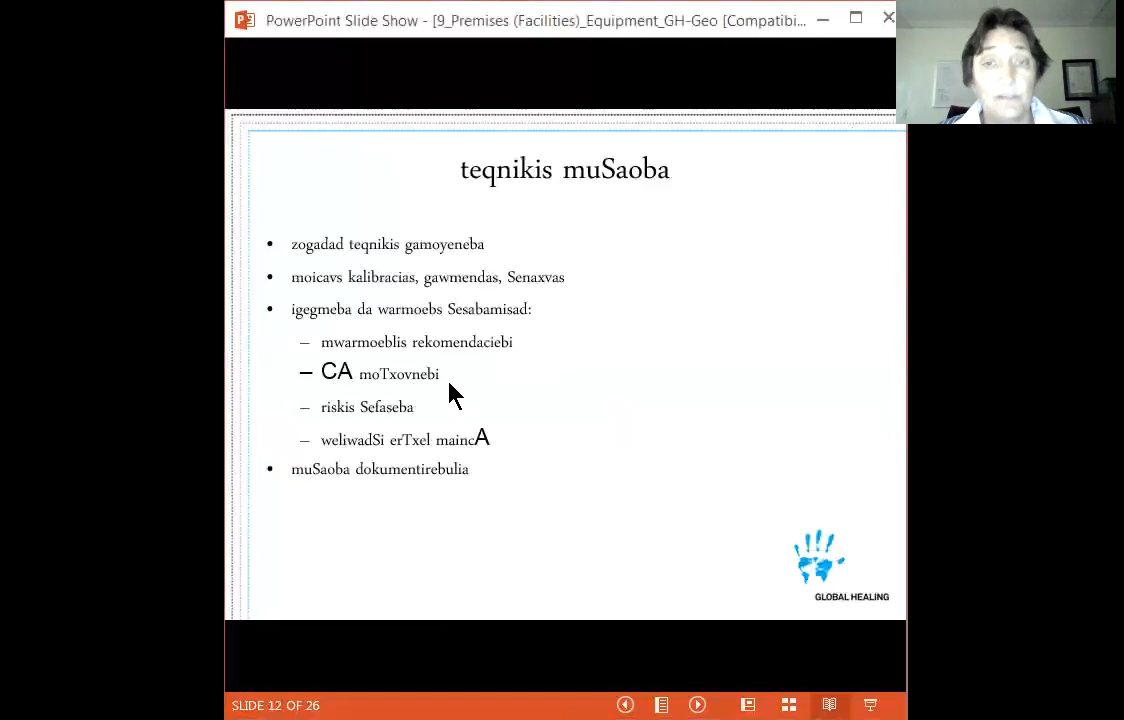 PowerPoint Slide Show - [9_Premises (Facilities)_Equipment_GH-Geo [Compatibi...
teqnikis muSaoba
• zogadad teqnikis gamoyeneba
• moicavs kalibracias, gawmendas, Senaxvas
• igegmeba da warmoebs Sesabamisad:
– mwarmoeblis rekomendaciebi
– CA moTxovnebi
– riskis Sefaseba
– weliwadSi erTxel maincA
• muSaoba dokumentirebulia
GLOBAL HEALING
SLIDE 12 OF 26